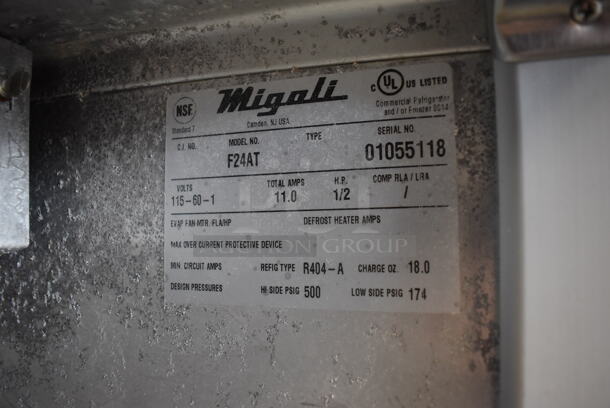 NSF
Standard 7
Migali
Camden, NJ USA
C UL US LISTED
Commercial Refrigerator
and / or Freezer 9C14
C.I. NO.
MODEL NO.
F24AT
TYPE
SERIAL NO.
01055118
VOLTS
115-60-1
TOTAL AMPS
11.0
H.P.
1/2
COMP RLA / LRA
/
EVAP FAN MTR. FLA/HP
DEFROST HEATER AMPS
MAX OVER CURRENT PROTECTIVE DEVICE
AUCTION GROUP
MIN. CIRCUIT AMPS
REFIG TYPE R404-A
CHARGE OZ. 18.0
DESIGN PRESSURES
HI SIDE PSIG 500
LOW SIDE PSIG 174